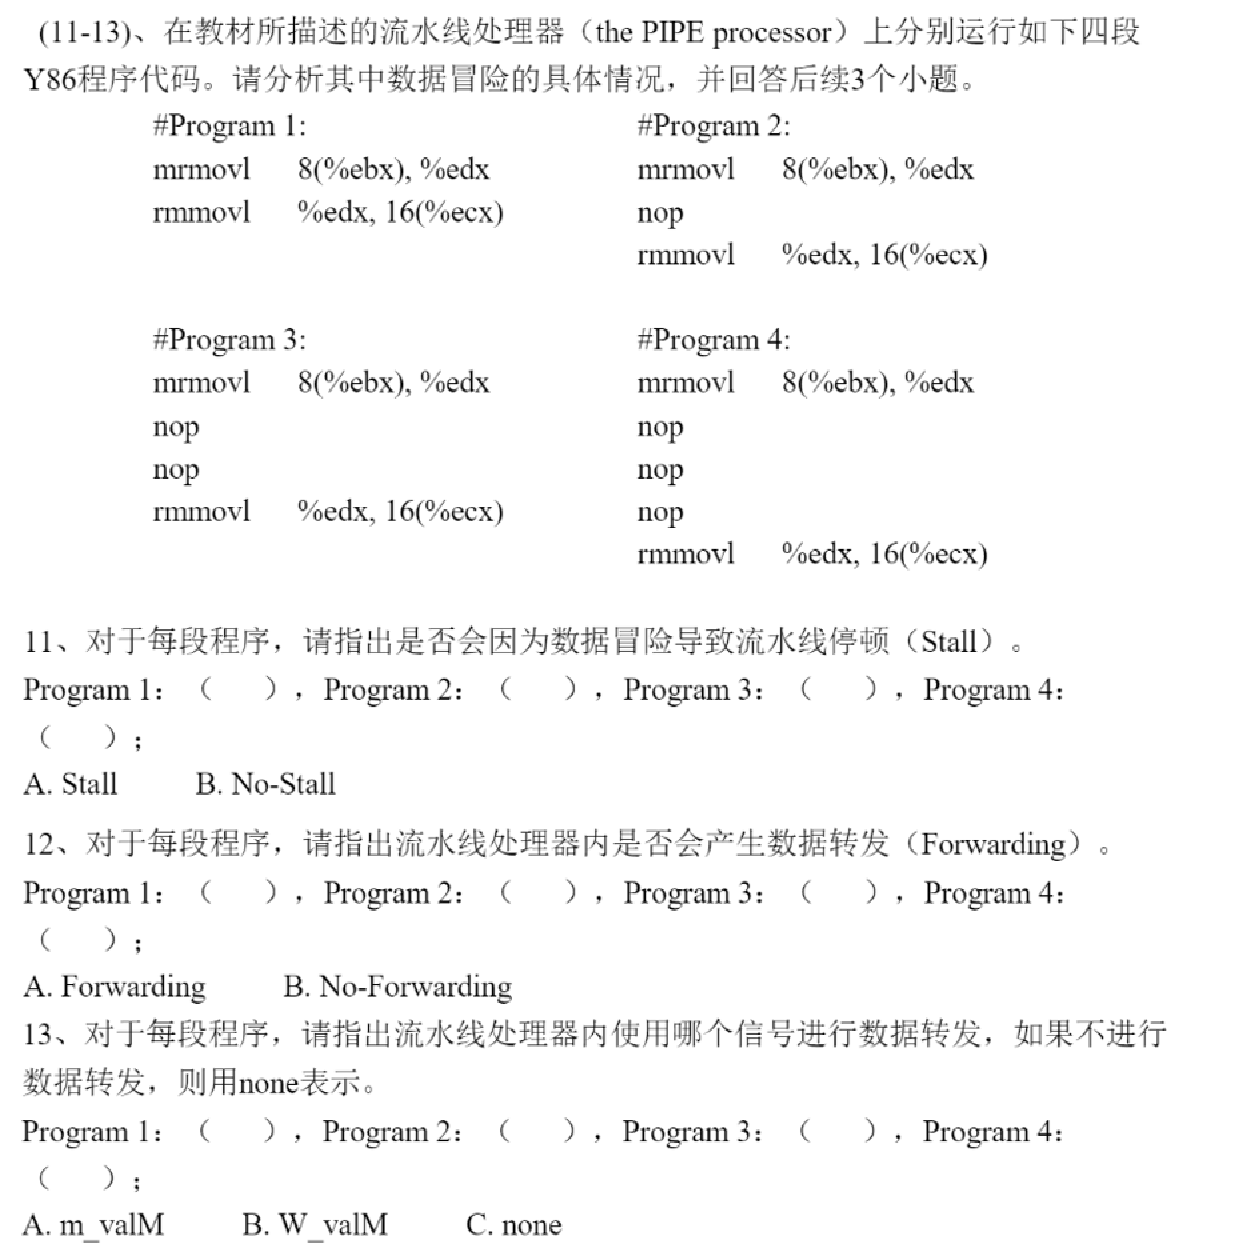 (11-13)、在教材所描述的流水线处理器（the PIPE processor）上分别运行如下四段
Y86程序代码。请分析其中数据冒险的具体情况，并回答后续3个小题。
#Program 1:
mrmovl 8(%ebx), %edx
rmmovl %edx, 16(%ecx)
#Program 2:
mrmovl 8(%ebx), %edx
nop
rmmovl %edx, 16(%ecx)
#Program 3:
mrmovl 8(%ebx), %edx
nop
nop
rmmovl %edx, 16(%ecx)
#Program 4:
mrmovl 8(%ebx), %edx
nop
nop
nop
rmmovl %edx, 16(%ecx)
11、对于每段程序，请指出是否会因为数据冒险导致流水线停顿（Stall）。
Program 1：（ ），Program 2：（ ），Program 3：（ ），Program 4：
（ ）；
A. Stall B. No-Stall
12、对于每段程序，请指出流水线处理器内是否会产生数据转发（Forwarding）。
Program 1：（ ），Program 2：（ ），Program 3：（ ），Program 4：
（ ）；
A. Forwarding B. No-Forwarding
13、对于每段程序，请指出流水线处理器内使用哪个信号进行数据转发，如果不进行
数据转发，则用none表示。
Program 1：（ ），Program 2：（ ），Program 3：（ ），Program 4：
（ ）；
A. m_valM B. W_valM C. none